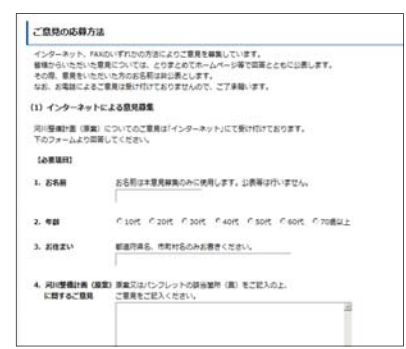 ご意見の応募方法
インターネット、FAXのいずれかの方法によりご意見を募集しています。
皆様からいただいた意見については、とりまとめてホームページ等で回答とともに公表します。
その際、意見をいただいた方のお名前は非公表とします。
なお、お電話によるご意見は受け付けておりませんので、ご了承願います。
(1) インターネットによる意見募集
河川整備計画（原案）についてのご意見は「インターネット」にて受け付けております。
下のフォームより回答してください。
【必要項目】
1. お名前 お名前は本意見募集のみに使用します。公表等は行いません。
2. 年齢 10代 20代 30代 40代 50代 60代 70歳以上
3. お住まい 都道府県名、市町村名のみお書きください。
4. 河川整備計画（原案） 原案又はパンフレットの該当箇所（頁）をご記入の上、
に関するご意見 ご意見をご記入ください。